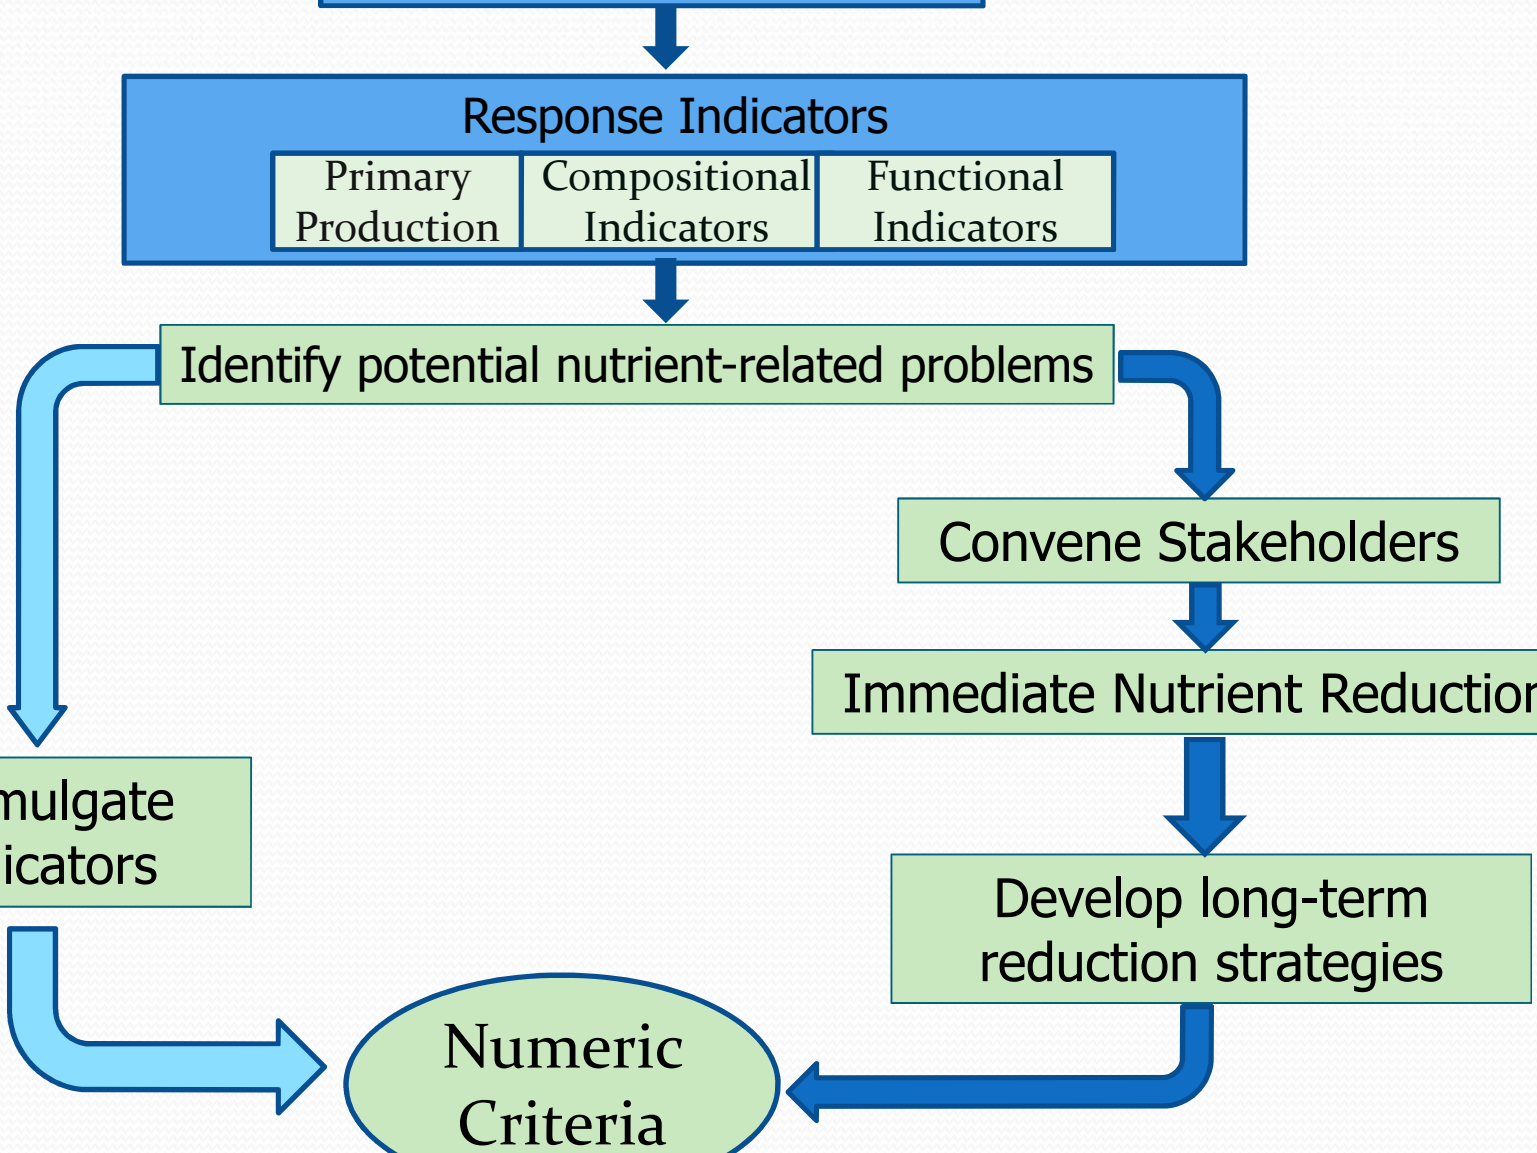 Response Indicators
Primary
Production
Compositional
Indicators
Functional
Indicators
Identify potential nutrient-related problems
Convene Stakeholders
Immediate Nutrient Reduction
mulgate
icators
Develop long-term
reduction strategies
Numeric
Criteria